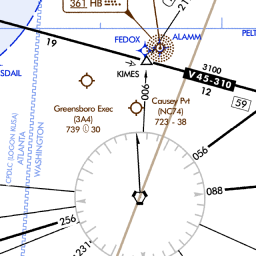 361 HB
21
FEDOX
ALAMM
PELT
19
SDAIL
KIMES
V45-310
3100
12
59
006
Greensboro Exec
(3A4)
739 30
Causey Pvt
(NC74)
723 - 38
CPDLC (LOGON KUSA)
ATLANTA
WASHINGTON
056
088
256
231